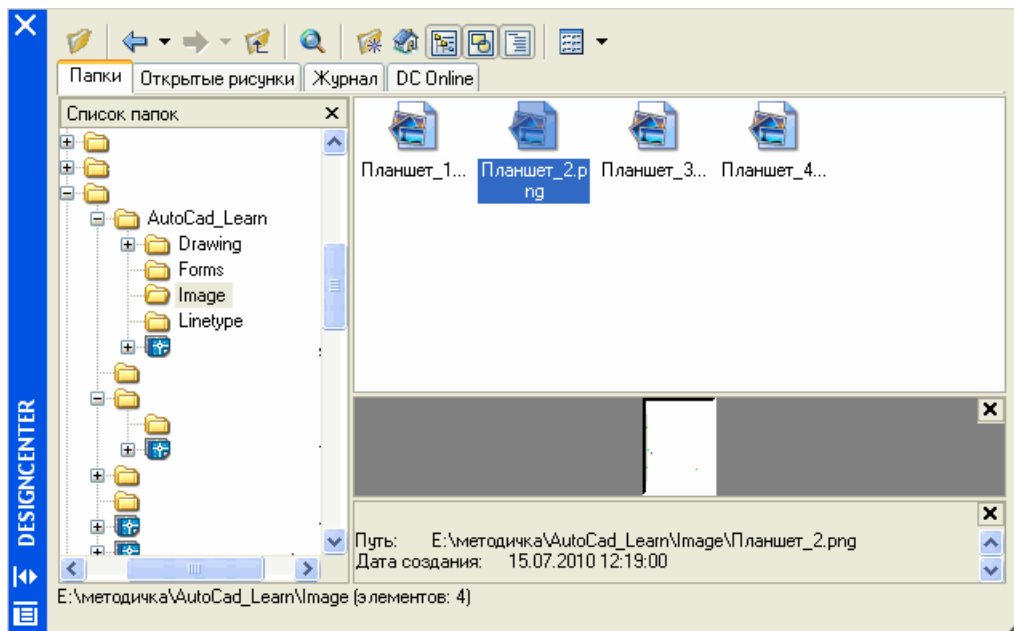 Папки
Открытые рисунки
Журнал
DC Online
Список папок
AutoCad_Learn
Drawing
Forms
Image
Linetype
Планшет_1...
Планшет_2.p
ng
Планшет_3...
Планшет_4...
Путь: E:\методичка\AutoCad_Learn\Image\Планшет_2.png
Дата создания: 15.07.2010 12:19:00
DESIGNCENTER
E:\методичка\AutoCad_Learn\Image (элементов: 4)